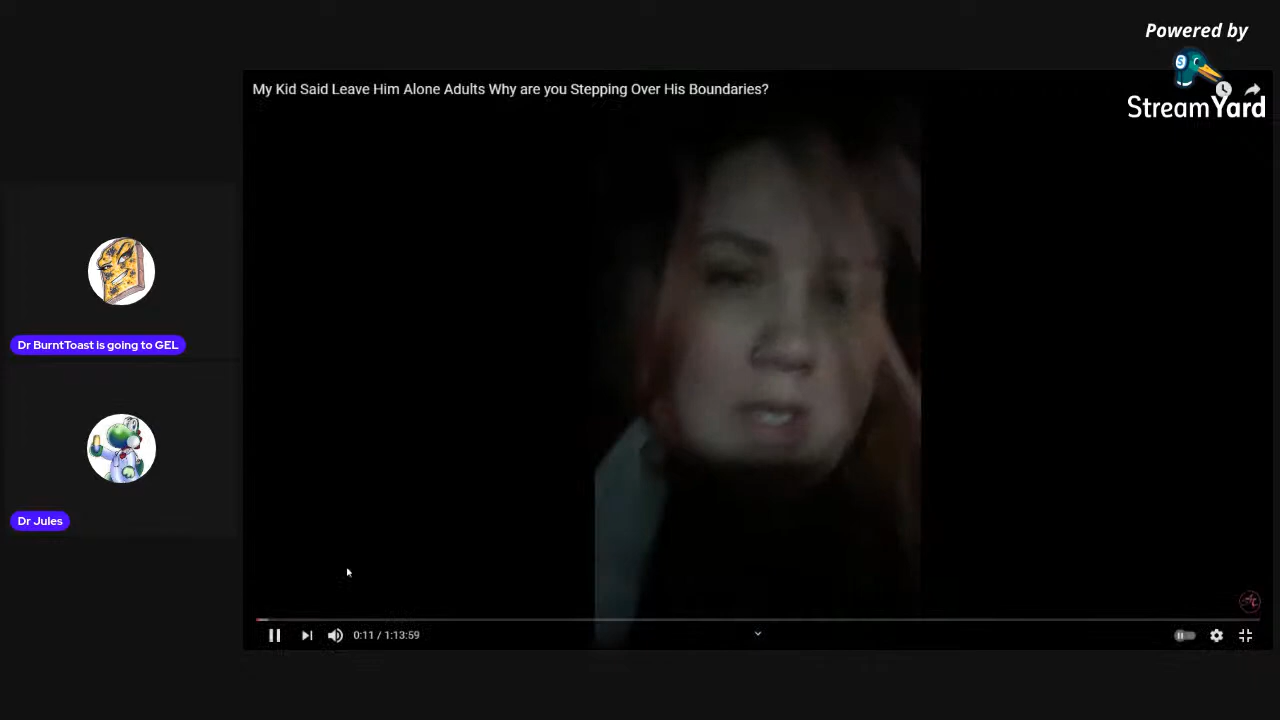 Powered by
StreamYard
My Kid Said Leave Him Alone Adults Why are you Stepping Over His Boundaries?
Dr BurntToast is going to GEL
Dr Jules
0:11 / 1:13:59